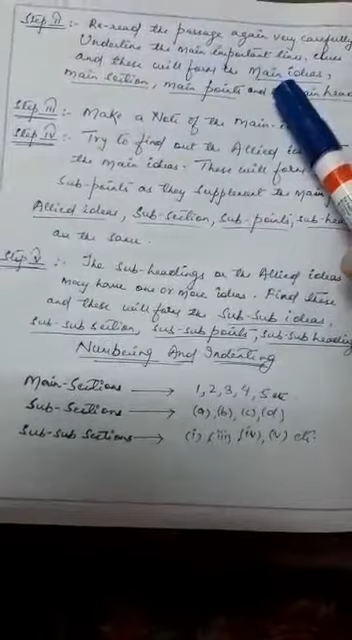 Step II :- Re-read the passage again very carefully
Underline the main important lines, clues
and these will form the main ideas,
main section, main points and main head
Step III :- Make a Note of the main
Step IV :- Try to find out the Allied
the main ideas. These will form
sub-points as they supplement the main
Allied ideas, sub-section, sub-points, sub-hea
are the same.
Step V :- The sub-headings or the Allied ideas
may have one or more ideas. Find these
and these will form the sub-sub ideas,
sub-sub section, sub-sub points, sub-sub heading
Numbering And Indenting
Main-Sections → 1, 2, 3, 4, 5 etc
Sub-Sections → (a), (b), (c), (d)
Sub-Sub Sections → (i) (iii) (iv), (v) etc.